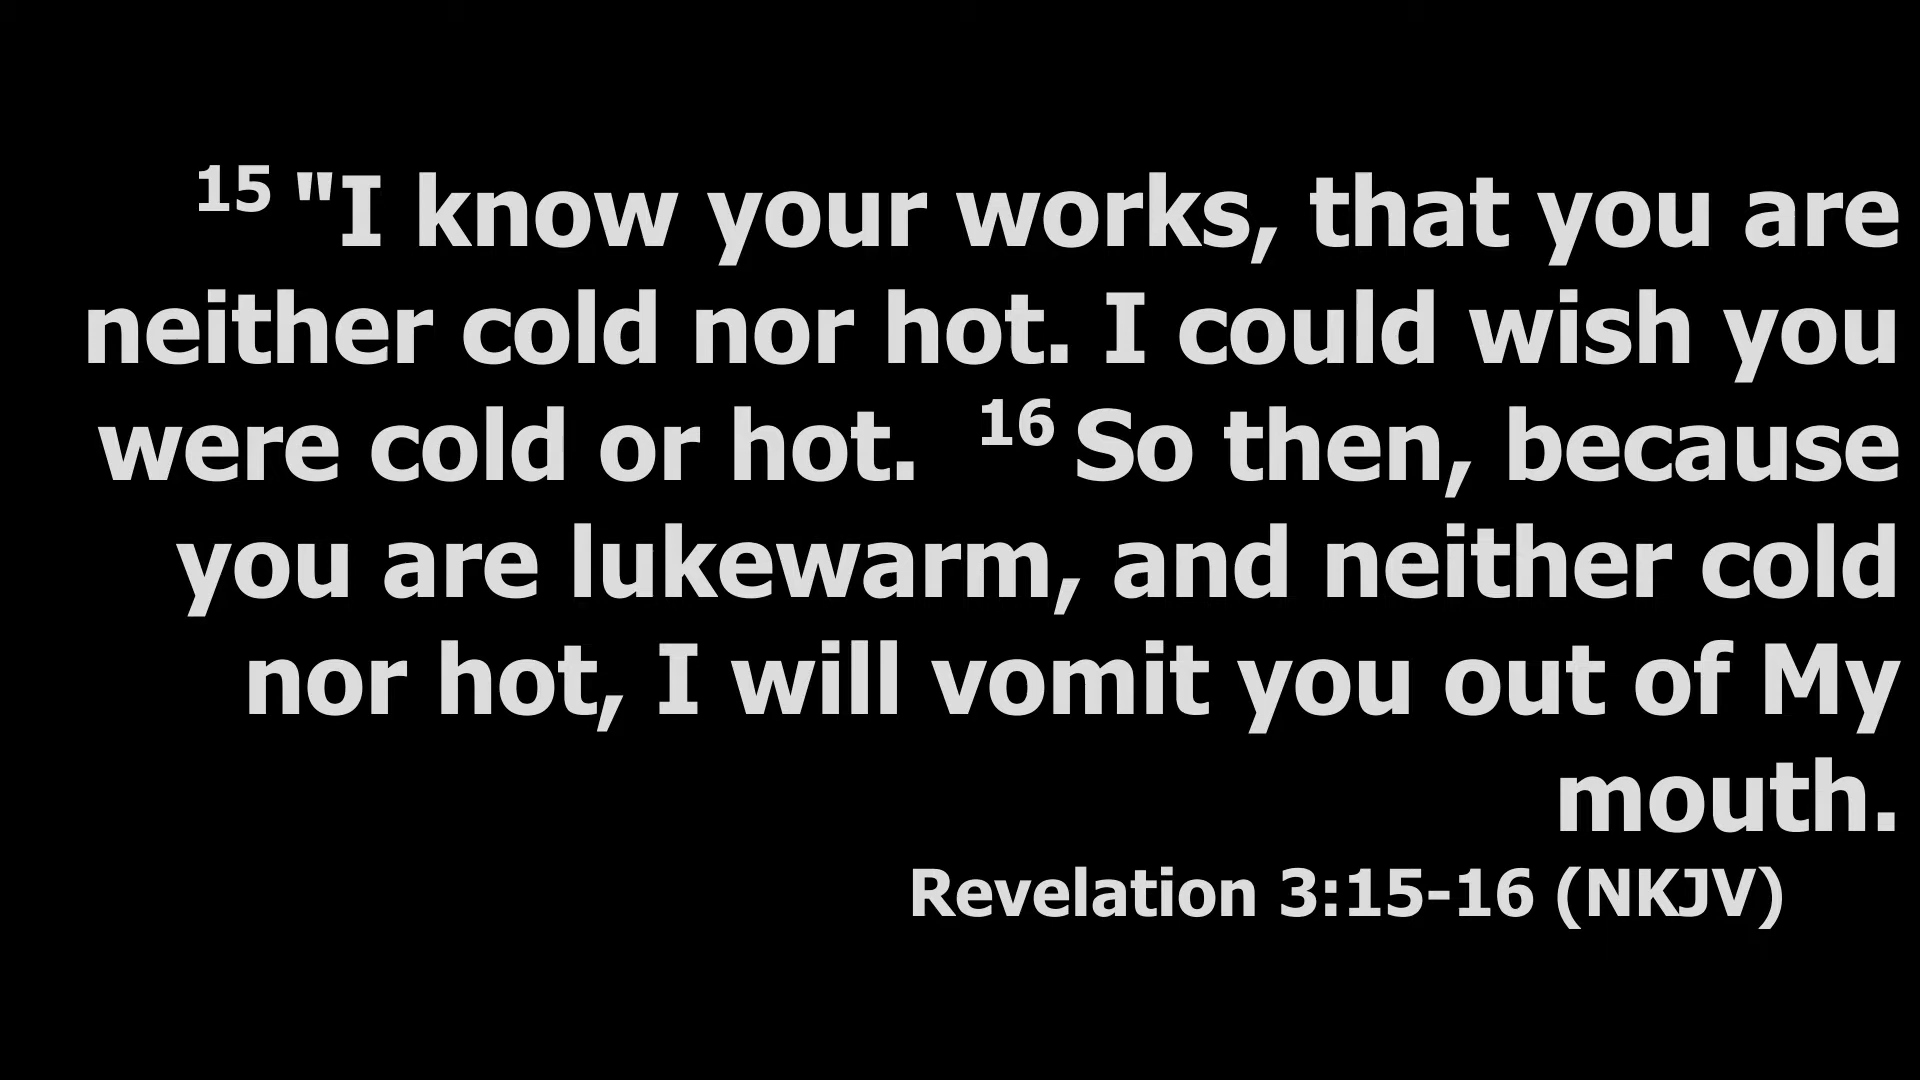 15 "I know your works, that you are
neither cold nor hot. I could wish you
were cold or hot. 16 So then, because
you are lukewarm, and neither cold
nor hot, I will vomit you out of My
mouth.
Revelation 3:15-16 (NKJV)